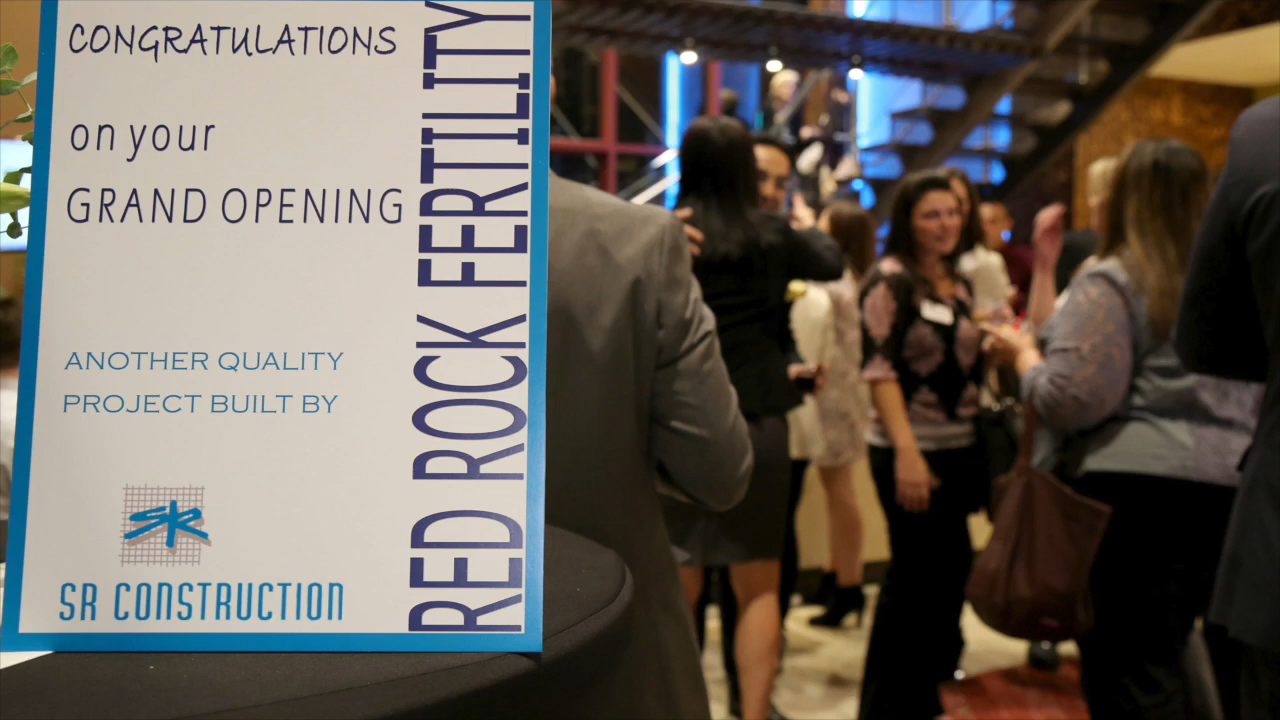 CONGRATULATIONS
on your
GRAND OPENING
RED ROCK FERTILITY
ANOTHER QUALITY
PROJECT BUILT BY
SR
SR CONSTRUCTION